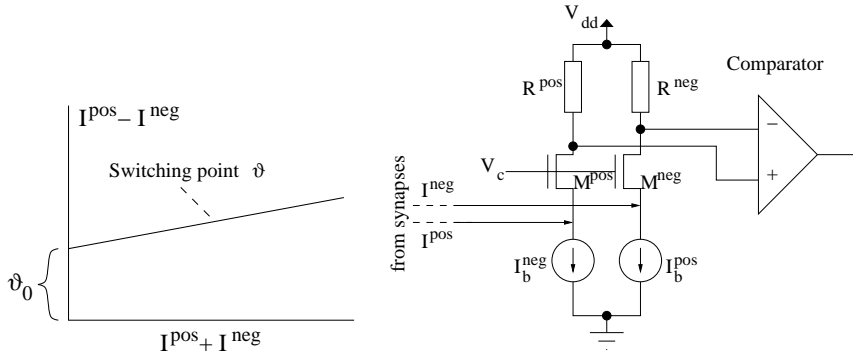 I^pos – I^neg
Switching point ϑ
ϑ_0
I^pos + I^neg
V_dd
R^pos
R^neg
Comparator
−
+
V_c
M^pos
M^neg
from synapses
I^neg
I^pos
I_b^neg
I_b^pos